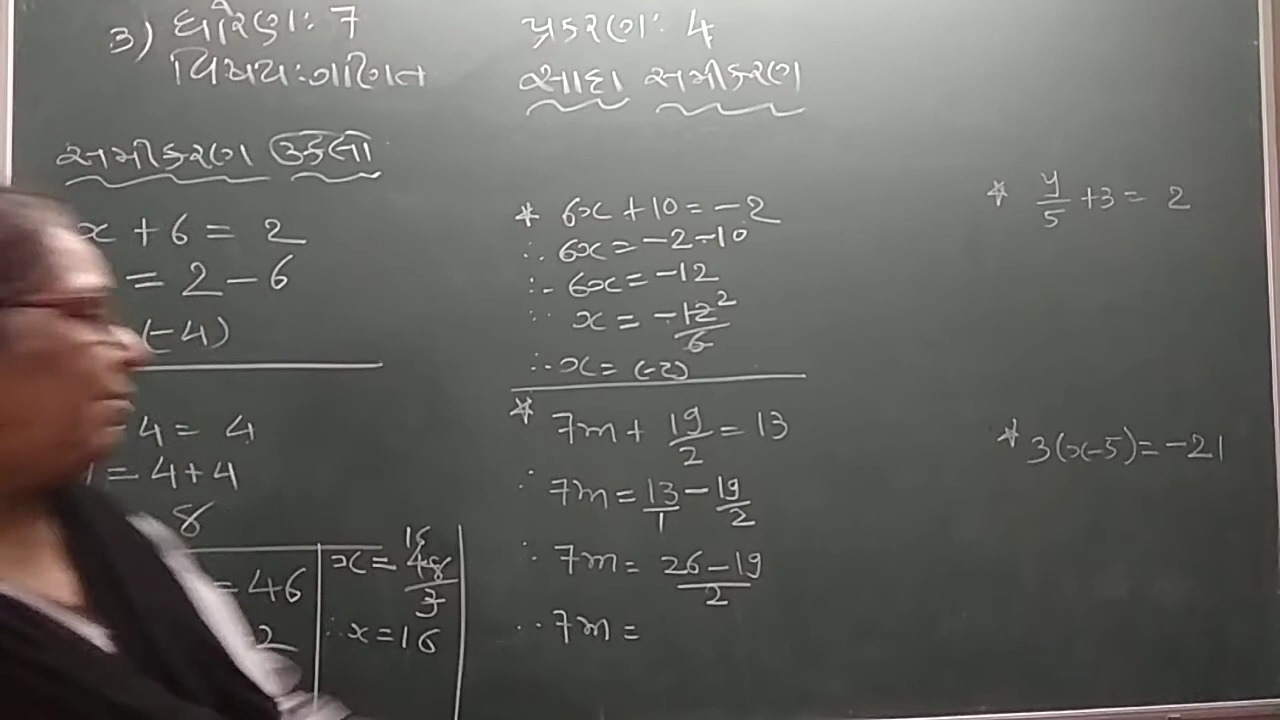 3) ધોરણ: 7
વિષય: ગણિત
પ્રકરણ: 4
સાદા સમીકરણ
સમીકરણ ઉકેલો
x + 6 = 2
= 2 - 6
(-4)
4 = 4
= 4 + 4
8
= 46
2
x = 48/3 16
∴ x = 16
* 6x + 10 = -2
∴ 6x = -2 - 10
∴ 6x = -12
∴ x = -12/6 2
∴ x = (-2)
* 7m + 19/2 = 13
∴ 7m = 13/1 - 19/2
∴ 7m = 26 - 19/2
∴ 7m =
* y/5 + 3 = 2
* 3(x-5) = -21